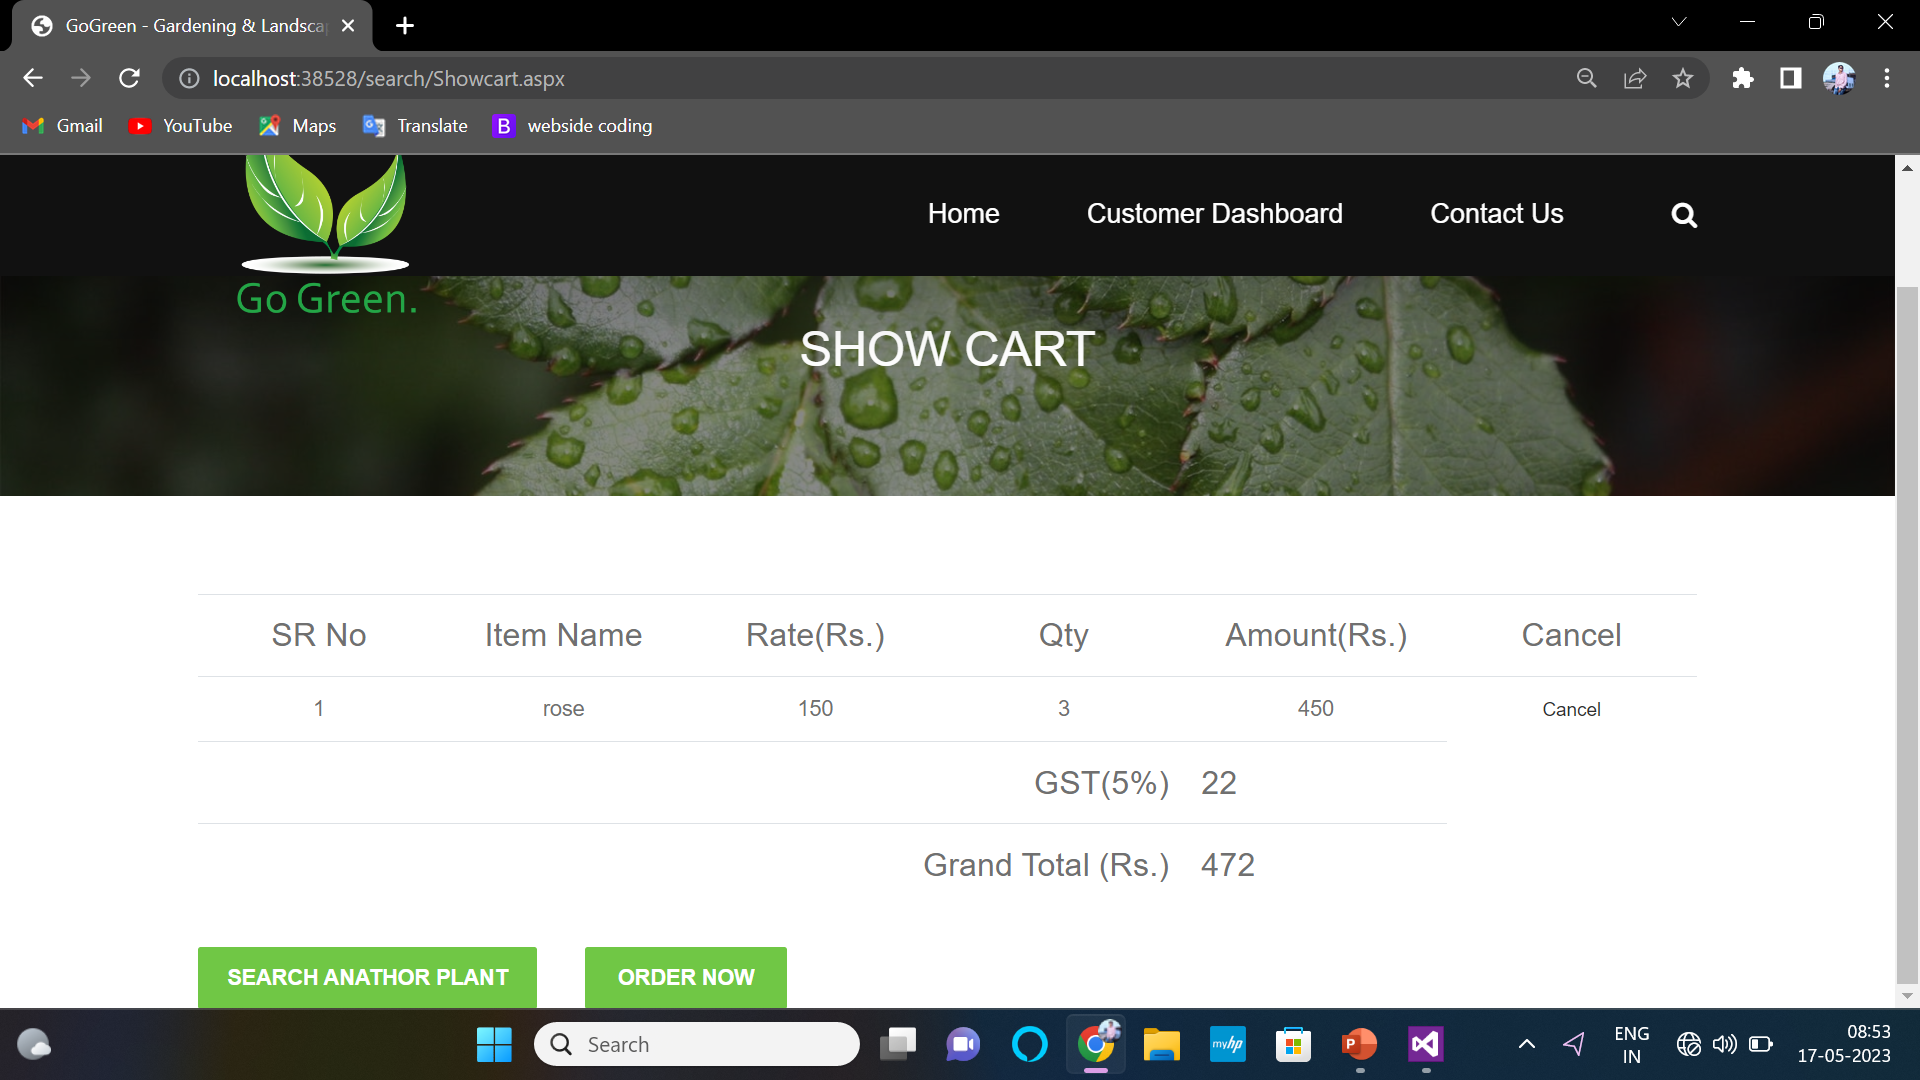 GoGreen - Gardening & Landsca
localhost:38528/search/Showcart.aspx
Gmail YouTube Maps Translate B webside coding
Home Customer Dashboard Contact Us
Go Green.
SHOW CART
SR No Item Name Rate(Rs.) Qty Amount(Rs.) Cancel
1 rose 150 3 450 Cancel
GST(5%) 22
Grand Total (Rs.) 472
SEARCH ANATHOR PLANT ORDER NOW
Search
myhp
P
ENG
IN
08:53
17-05-2023